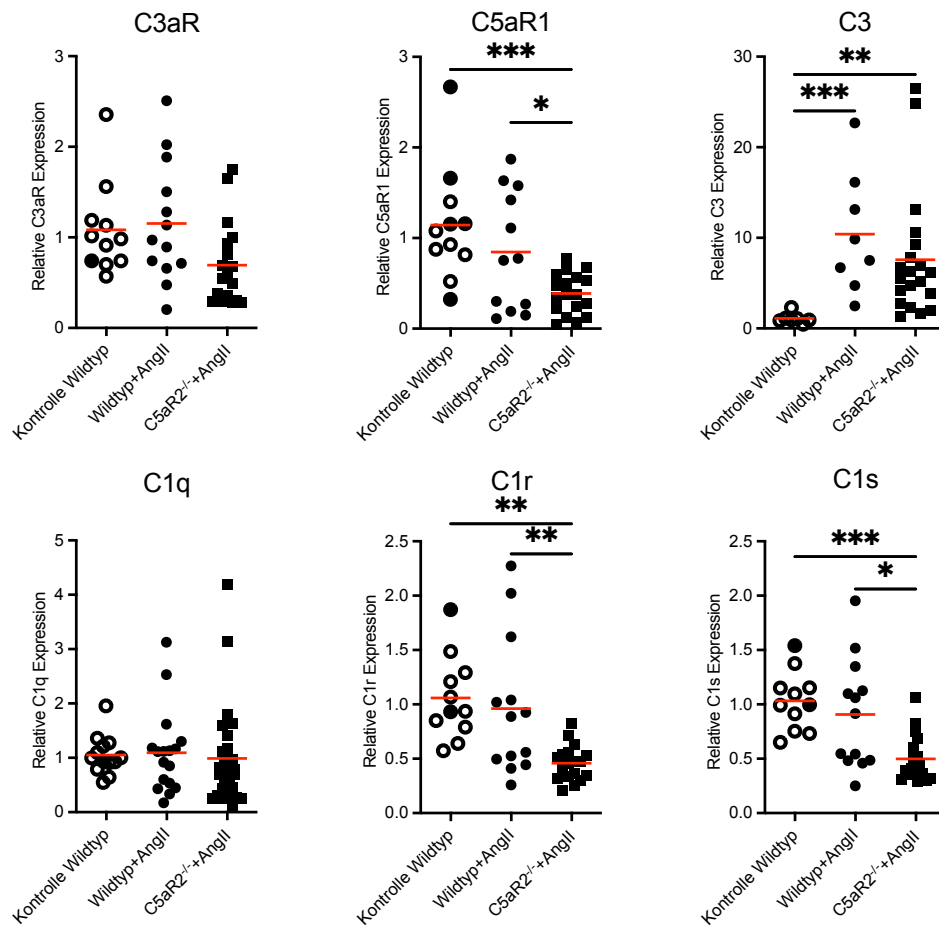 C3aR
Relative C3aR Expression
3
2
1
0
Kontrolle Wildtyp
Wildtyp+AngII
C5aR2-/-+AngII
C5aR1
Relative C5aR1 Expression
3
2
1
0
***
*
Kontrolle Wildtyp
Wildtyp+AngII
C5aR2-/-+AngII
C3
Relative C3 Expression
30
20
10
0
**
***
Kontrolle Wildtyp
Wildtyp+AngII
C5aR2-/-+AngII
C1q
Relative C1q Expression
5
4
3
2
1
0
Kontrolle Wildtyp
Wildtyp+AngII
C5aR2-/-+AngII
C1r
Relative C1r Expression
2.5
2.0
1.5
1.0
0.5
0.0
**
**
Kontrolle Wildtyp
Wildtyp+AngII
C5aR2-/-+AngII
C1s
Relative C1s Expression
2.5
2.0
1.5
1.0
0.5
0.0
***
*
Kontrolle Wildtyp
Wildtyp+AngII
C5aR2-/-+AngII